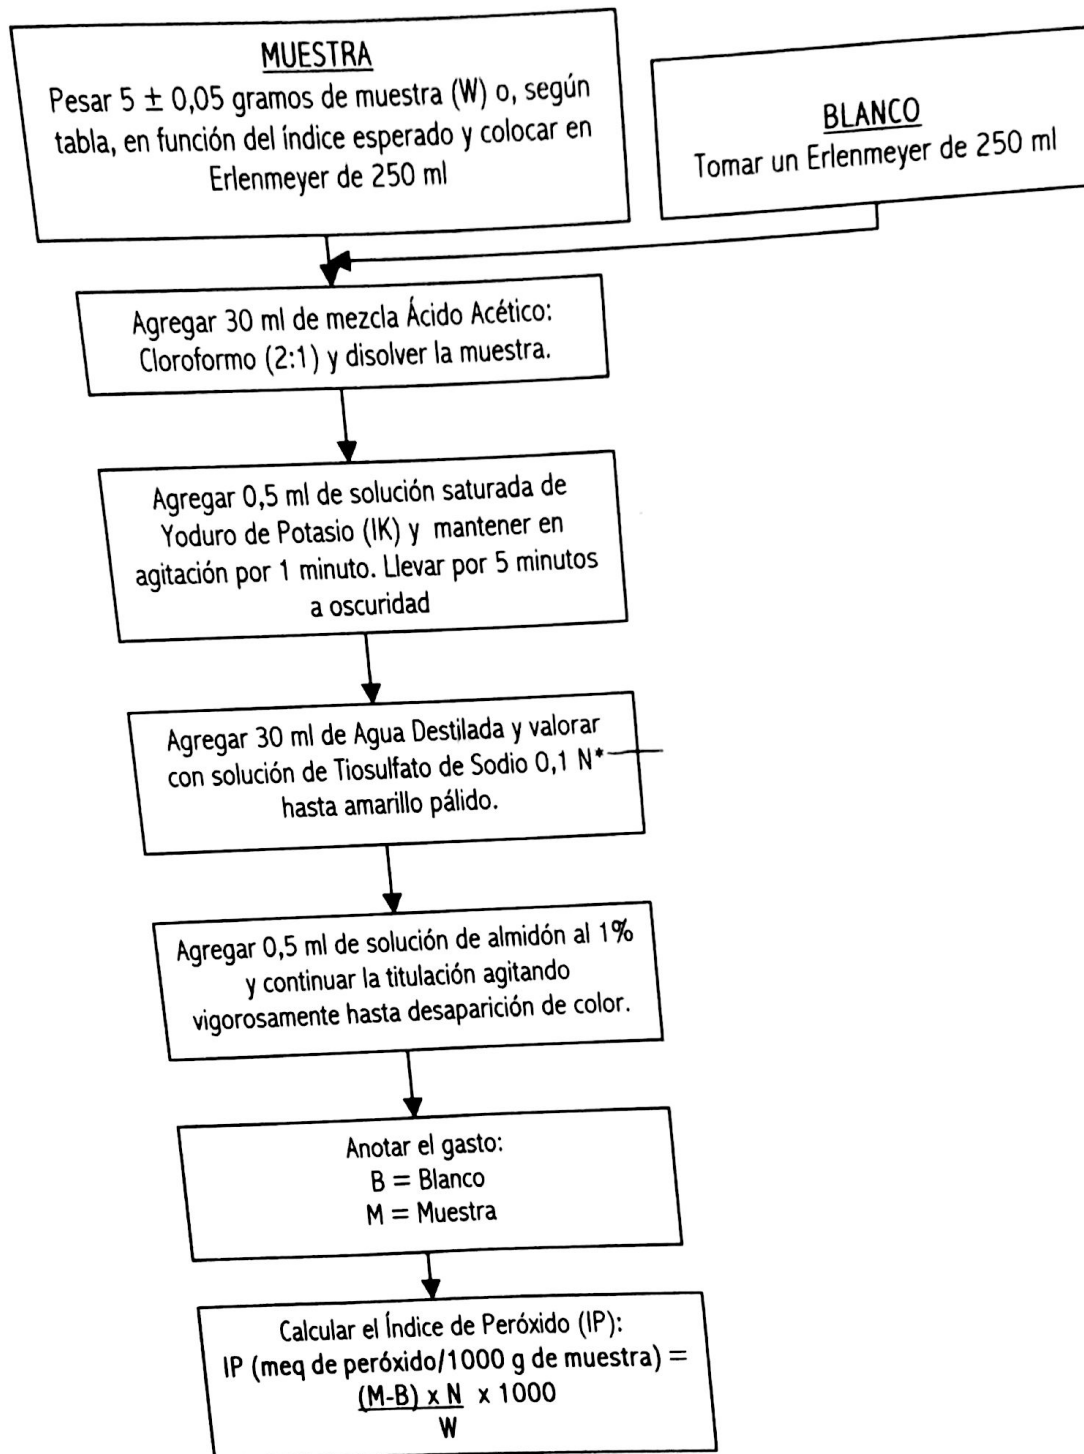 MUESTRA
Pesar 5 ± 0,05 gramos de muestra (W) o, según
tabla, en función del índice esperado y colocar en
Erlenmeyer de 250 ml
BLANCO
Tomar un Erlenmeyer de 250 ml
Agregar 30 ml de mezcla Ácido Acético:
Cloroformo (2:1) y disolver la muestra.
Agregar 0,5 ml de solución saturada de
Yoduro de Potasio (IK) y mantener en
agitación por 1 minuto. Llevar por 5 minutos
a oscuridad
Agregar 30 ml de Agua Destilada y valorar
con solución de Tiosulfato de Sodio 0,1 N*
hasta amarillo pálido.
Agregar 0,5 ml de solución de almidón al 1%
y continuar la titulación agitando
vigorosamente hasta desaparición de color.
Anotar el gasto:
B = Blanco
M = Muestra
Calcular el Índice de Peróxido (IP):
IP (meq de peróxido/1000 g de muestra) =
(M-B) x N x 1000
W